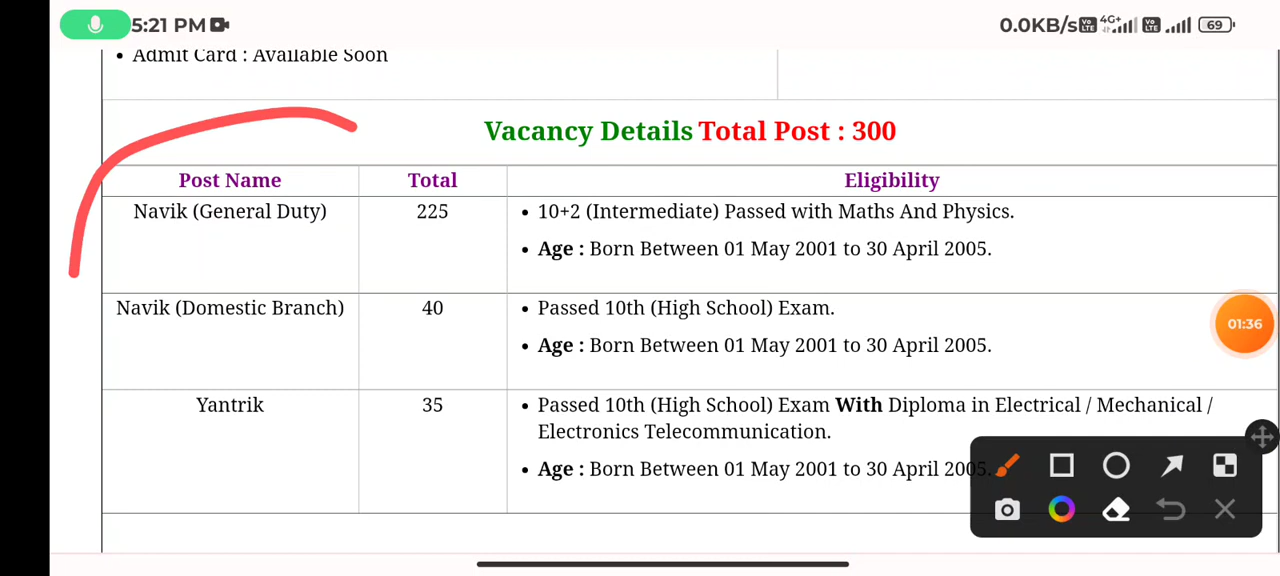 5:21 PM 0.0KB/s Vo LTE 4G+ Vo LTE 69
• Admit Card : Available Soon
Vacancy Details Total Post : 300
Post Name Total Eligibility
Navik (General Duty) 225 • 10+2 (Intermediate) Passed with Maths And Physics.
• Age : Born Between 01 May 2001 to 30 April 2005.
Navik (Domestic Branch) 40 • Passed 10th (High School) Exam.
• Age : Born Between 01 May 2001 to 30 April 2005.
01:36
Yantrik 35 • Passed 10th (High School) Exam With Diploma in Electrical / Mechanical /
Electronics Telecommunication.
• Age : Born Between 01 May 2001 to 30 April 2005.